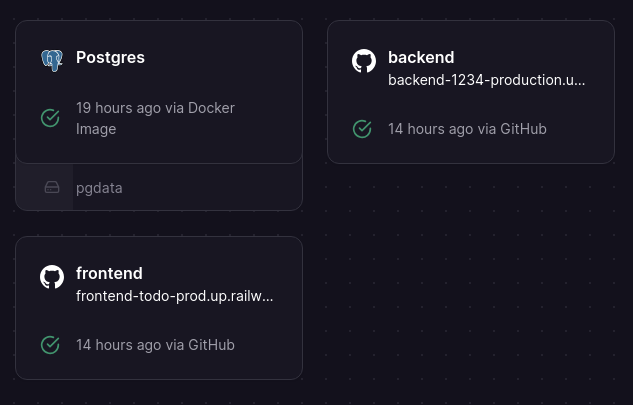 Postgres
19 hours ago via Docker
Image
pgdata
backend
backend-1234-production.u...
14 hours ago via GitHub
frontend
frontend-todo-prod.up.railw...
14 hours ago via GitHub